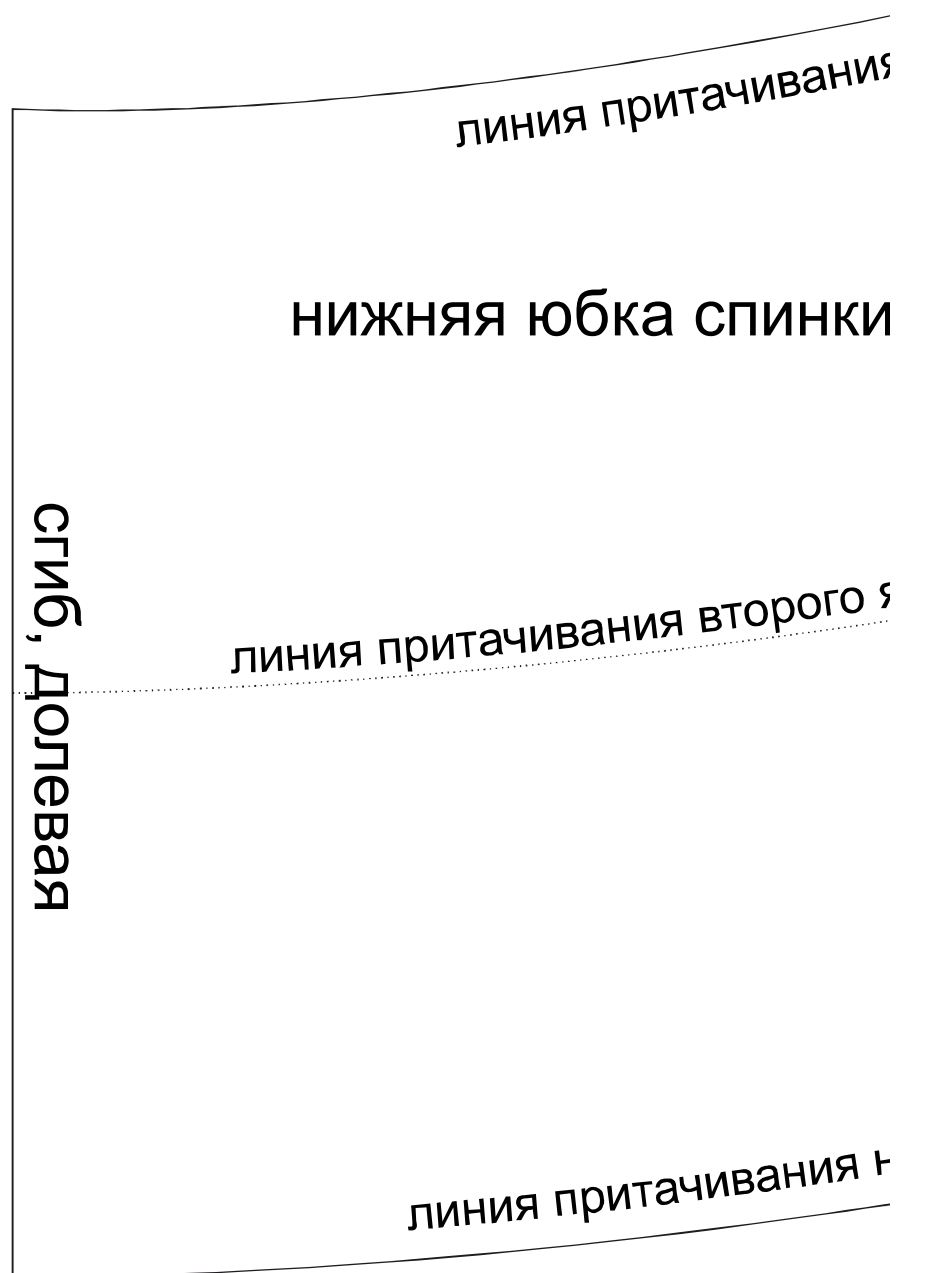 линия притачивания
нижняя юбка спинки
сгиб, долевая
линия притачивания второго я
линия притачивания н